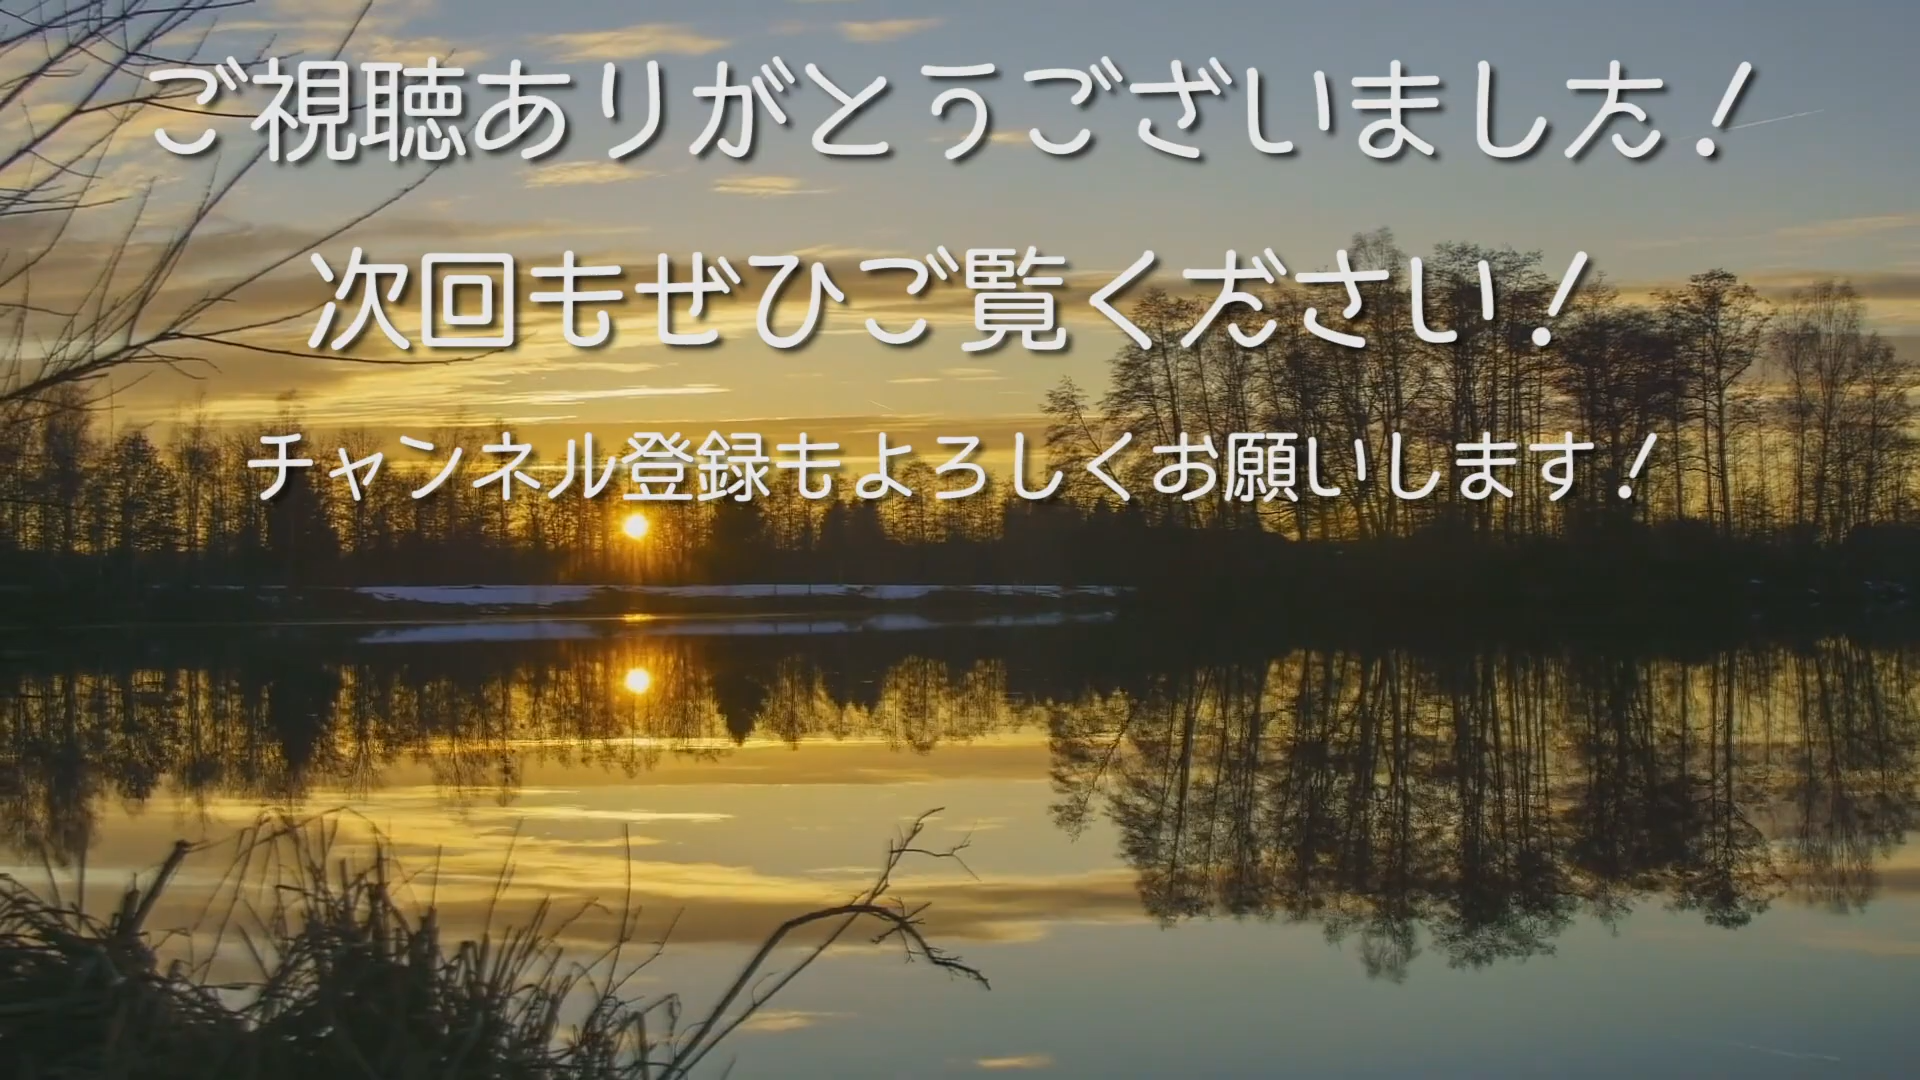 ご視聴ありがとうございました！
次回もぜひご覧ください！
チャンネル登録もよろしくお願いします！